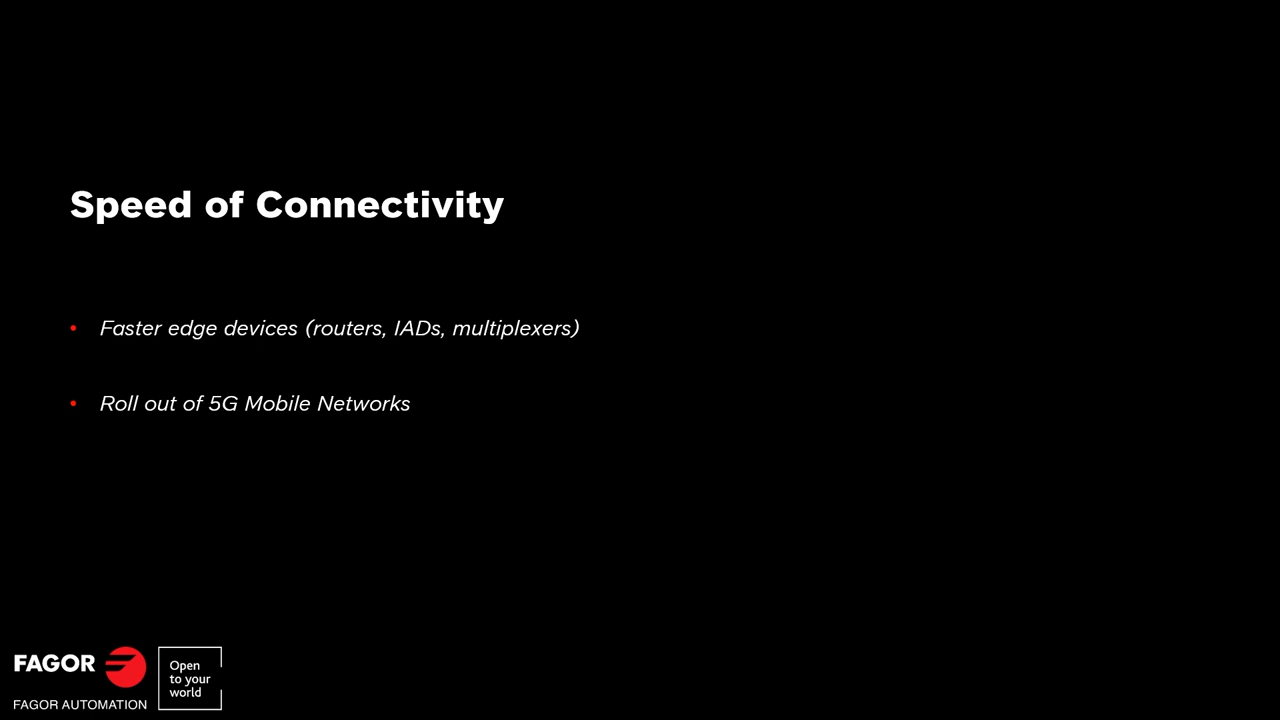 Speed of Connectivity
• Faster edge devices (routers, IADs, multiplexers)
• Roll out of 5G Mobile Networks
FAGOR
FAGOR AUTOMATION
Open
to your
world